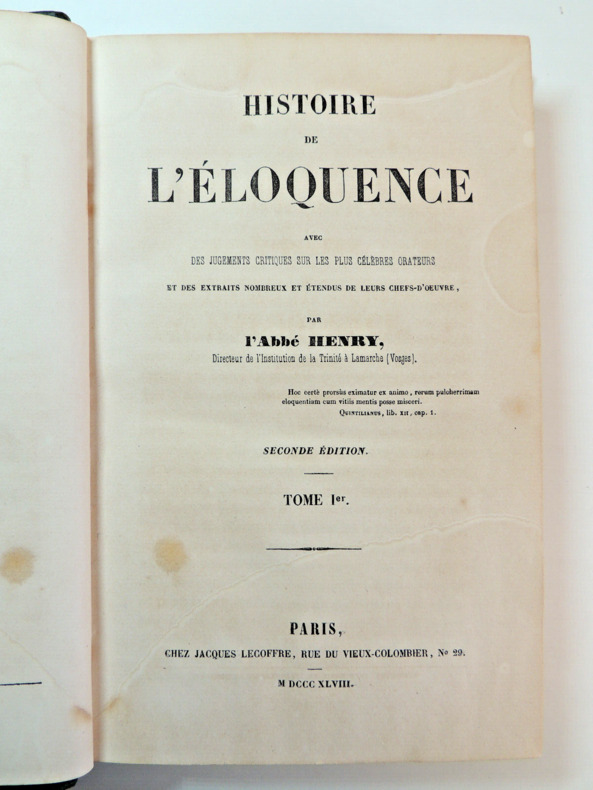 HISTOIRE
DE
L'ÉLOQUENCE
AVEC
DES JUGEMENTS CRITIQUES SUR LES PLUS CÉLÈBRES ORATEURS
ET DES EXTRAITS NOMBREUX ET ÉTENDUS DE LEURS CHEFS-D'OEUVRE,
PAR
l'Abbé HENRY,
Directeur de l'Institution de la Trinité à Lamarche (Vosges).
Hoc certè prorsùs eximatur ex animo, rerum pulcherrimam
eloquentiam cum vitiis mentis posse misceri.
QUINTILIANUS, lib. XII, cap. 1.
SECONDE ÉDITION.
TOME Ier.
PARIS,
CHEZ JACQUES LECOFFRE, RUE DU VIEUX-COLOMBIER, No 29.
M DCCC XLVIII.